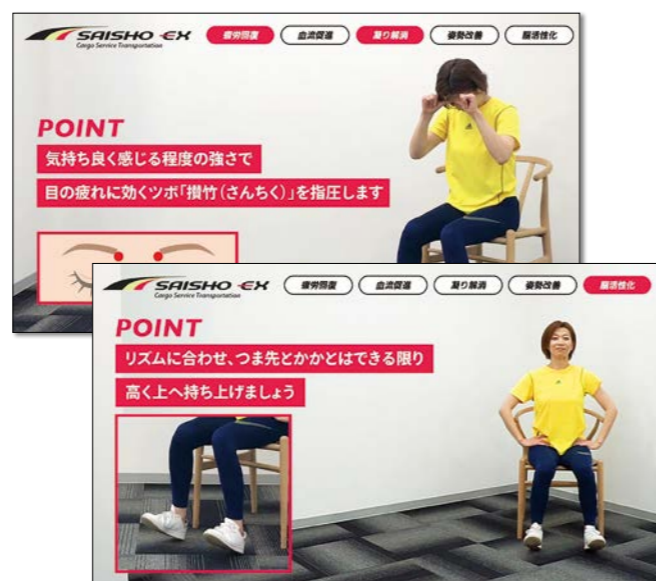 SAISHO EX
Cargo Service Transportation
疲労回復
血流促進
凝り解消
姿勢改善
脳活性化
POINT
気持ち良く感じる程度の強さで
目の疲れに効くツボ「攅竹(さんちく)」を指圧します
SAISHO EX
Cargo Service Transportation
疲労回復
血流促進
凝り解消
姿勢改善
脳活性化
POINT
リズムに合わせ、つま先とかかとはできる限り
高く上へ持ち上げましょう